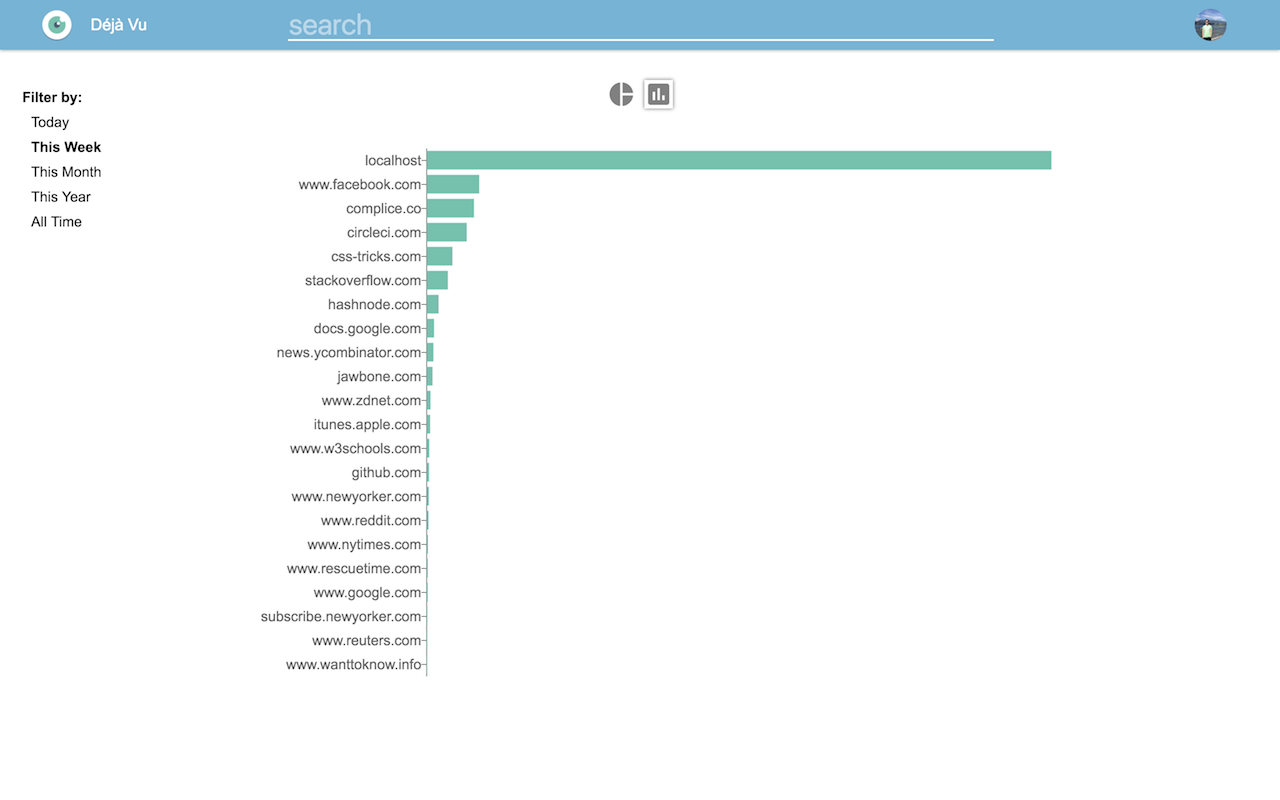 Déjà Vu
search
Filter by:
Today
This Week
This Month
This Year
All Time
localhost
www.facebook.com
complice.co
circleci.com
css-tricks.com
stackoverflow.com
hashnode.com
docs.google.com
news.ycombinator.com
jawbone.com
www.zdnet.com
itunes.apple.com
www.w3schools.com
github.com
www.newyorker.com
www.reddit.com
www.nytimes.com
www.rescuetime.com
www.google.com
subscribe.newyorker.com
www.reuters.com
www.wanttoknow.info